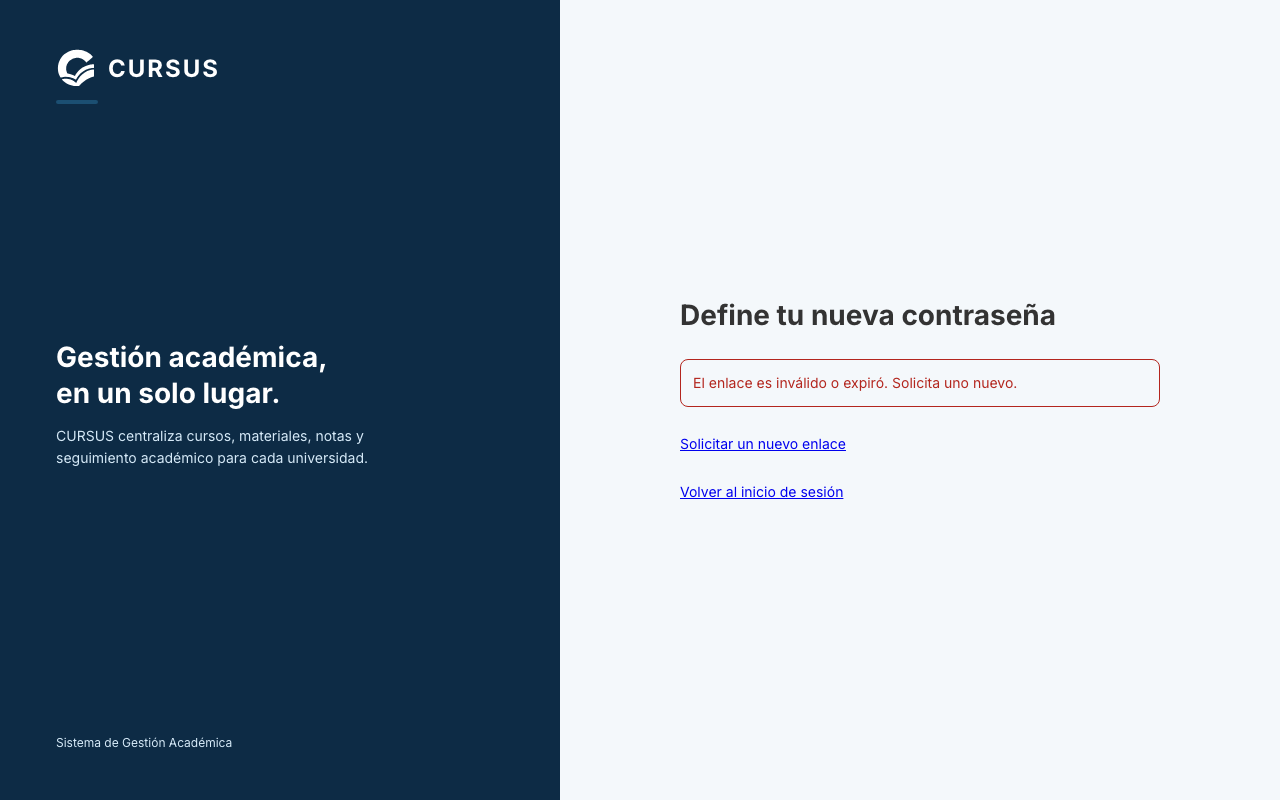 CURSUS
Gestión académica,
en un solo lugar.
CURSUS centraliza cursos, materiales, notas y
seguimiento académico para cada universidad.
Sistema de Gestión Académica
Define tu nueva contraseña
El enlace es inválido o expiró. Solicita uno nuevo.
Solicitar un nuevo enlace
Volver al inicio de sesión